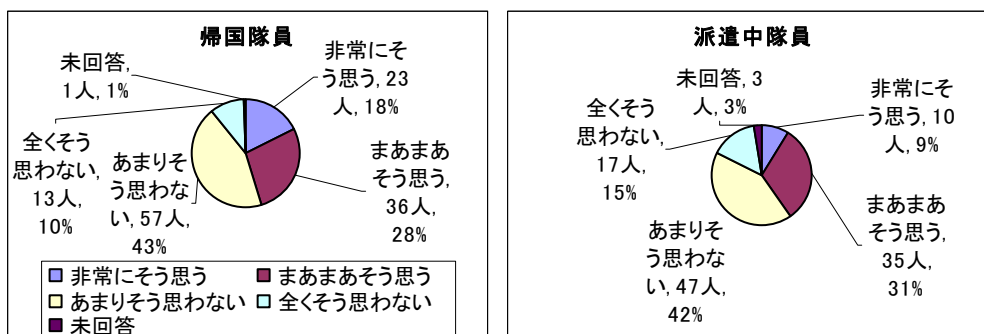 帰国隊員
未回答,
1人, 1%
非常にそ
う思う, 23
人, 18%
全くそう
思わない,
13人,
10%
あまりそ
う思わな
い, 57人,
43%
まあまあ
そう思う,
36人,
28%
非常にそう思う
まあまあそう思う
あまりそう思わない
全くそう思わない
未回答
派遣中隊員
未回答, 3
人, 3%
非常にそ
う思う, 10
人, 9%
全くそう
思わない,
17人,
15%
あまりそ
う思わな
い, 47人,
42%
まあまあ
そう思う,
35人,
31%